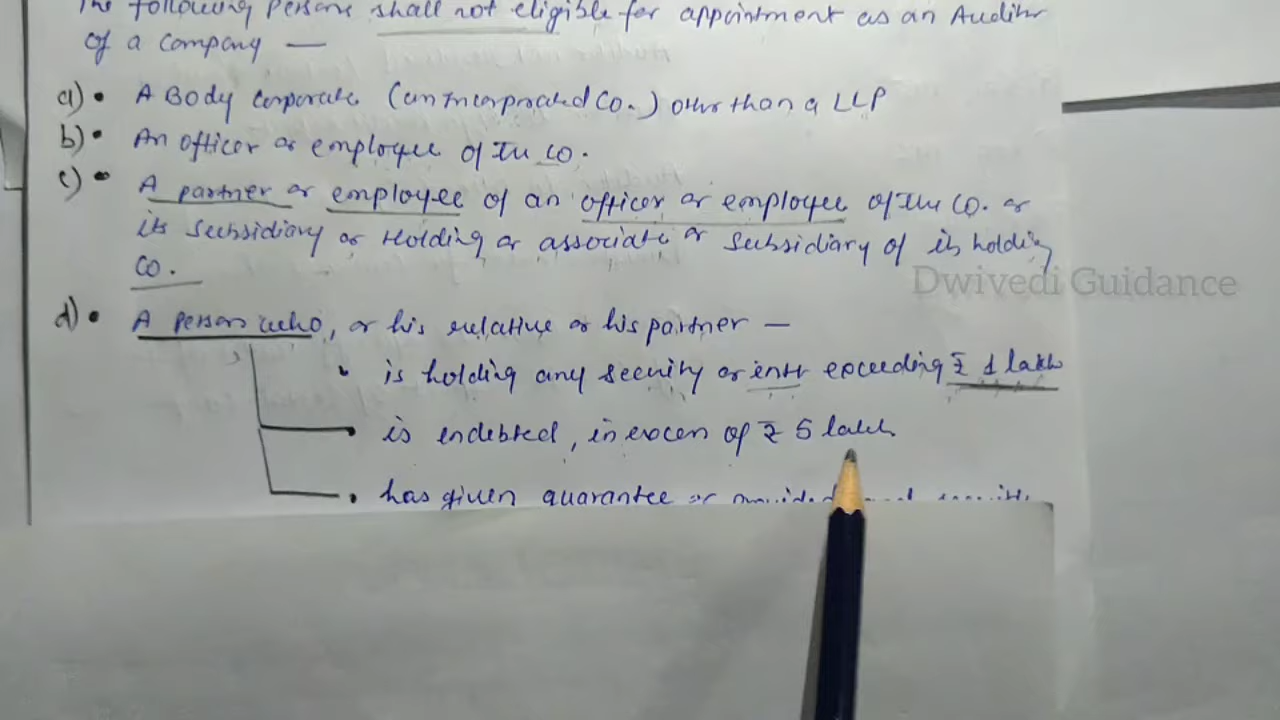 The following Persons shall not eligible for appointment as an Auditor
of a company —
a) • A Body Corporate (an Incorporated Co.) other than a LLP
b) • An officer or employee of The Co.
c) • A partner or employee of an officer or employee of The Co. or
its Subsidiary or Holding or associate or Subsidiary of its holding
Co.
Dwivedi Guidance
d) • A Person who, or his relative or his partner —
• is holding any security or intt exceeding ₹ 1 lakh
• is endebted, in excess of ₹ 5 lakh
• has given guarantee or